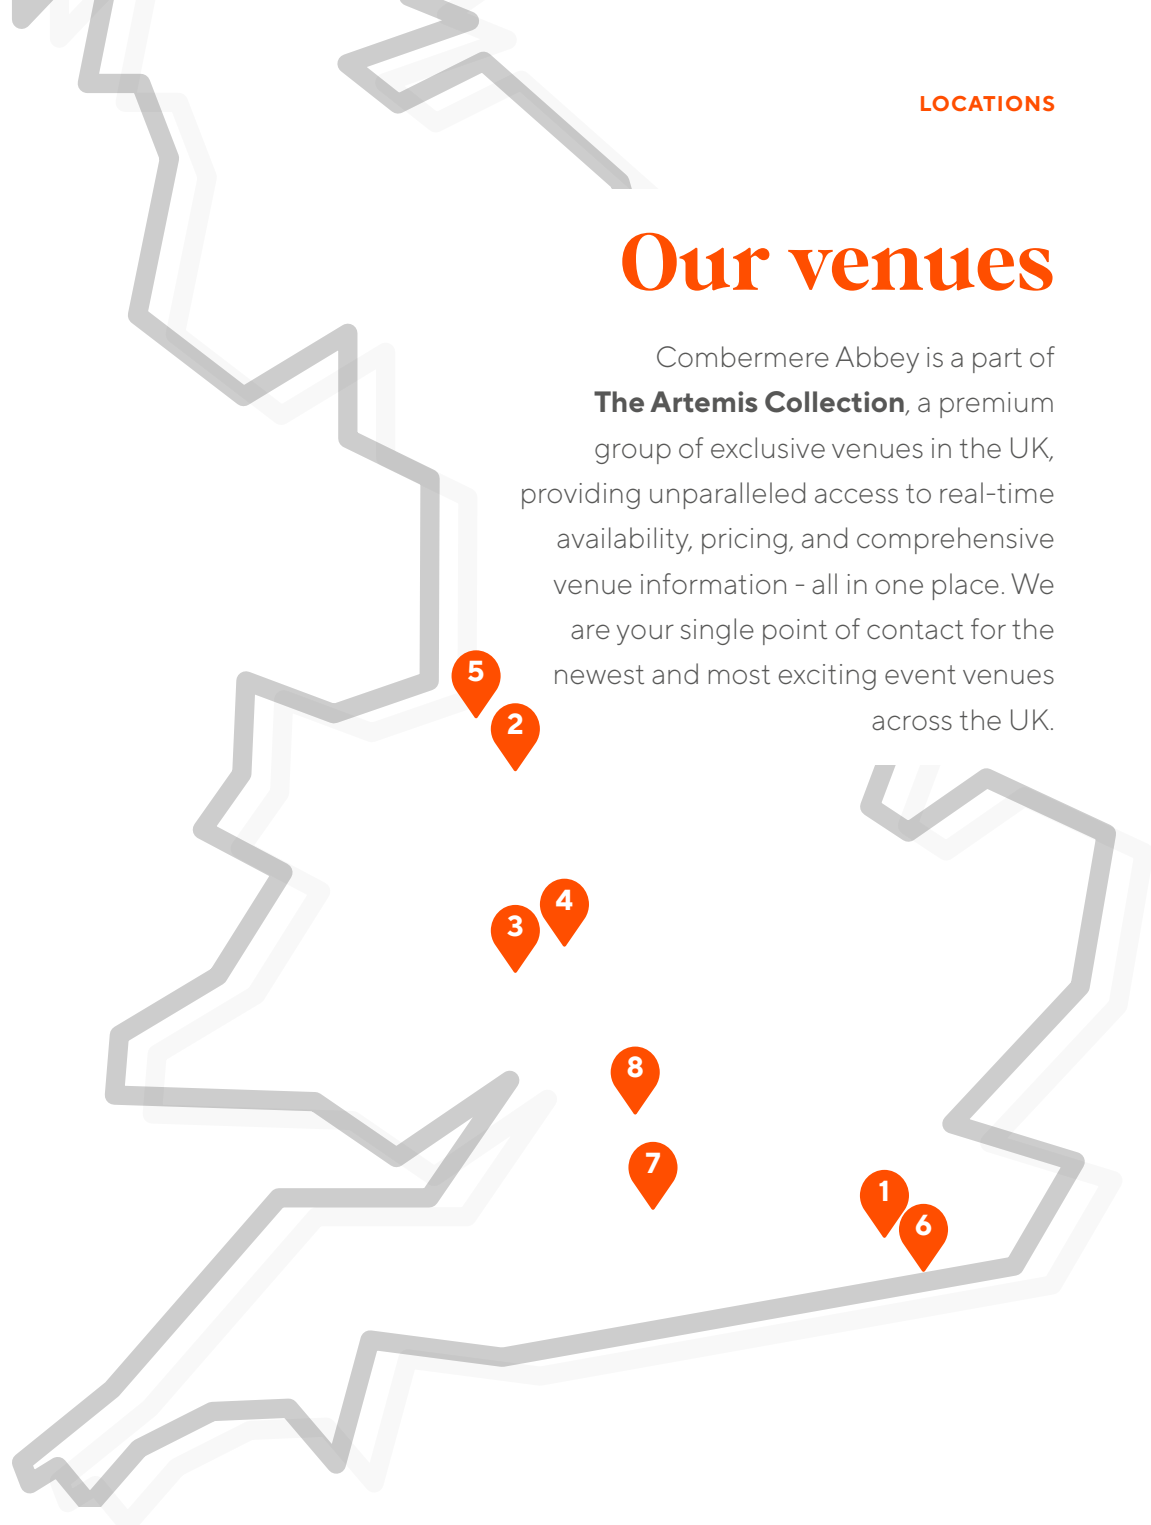 LOCATIONS
Our venues
Combermere Abbey is a part of
The Artemis Collection, a premium
group of exclusive venues in the UK,
providing unparalleled access to real-time
availability, pricing, and comprehensive
venue information - all in one place. We
are your single point of contact for the
newest and most exciting event venues
across the UK.
5
2
4
3
8
7
1
6